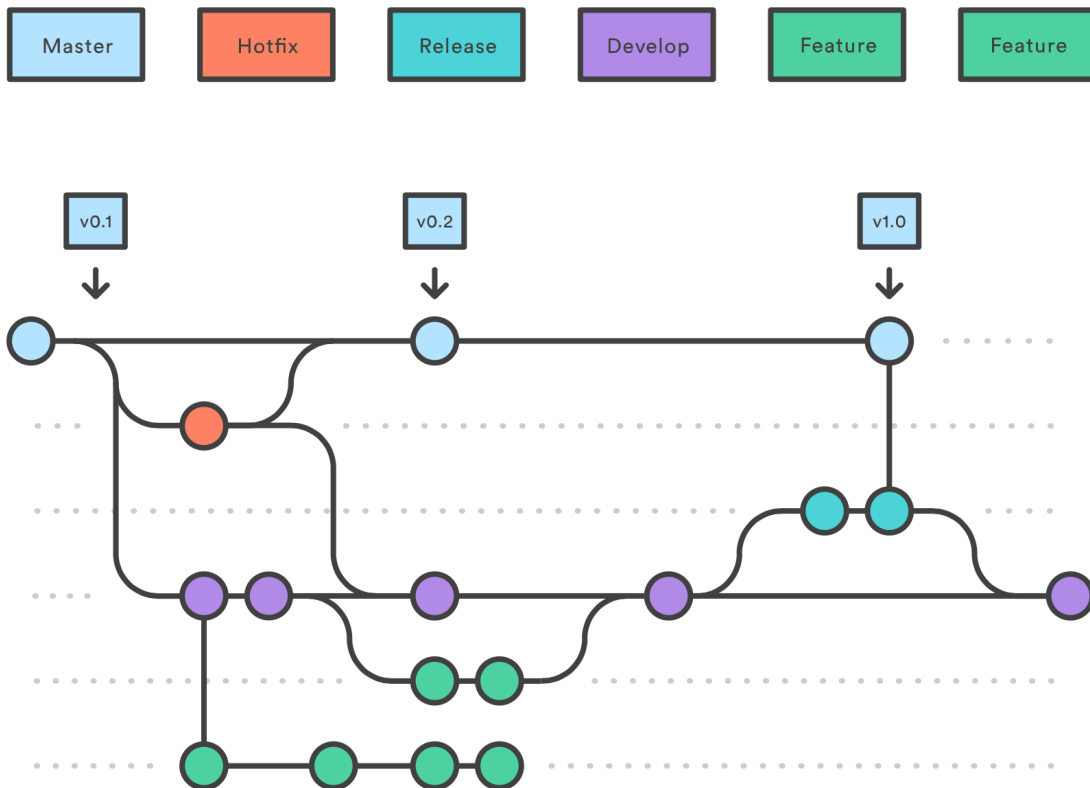 Master
Hotfix
Release
Develop
Feature
Feature
v0.1
v0.2
v1.0